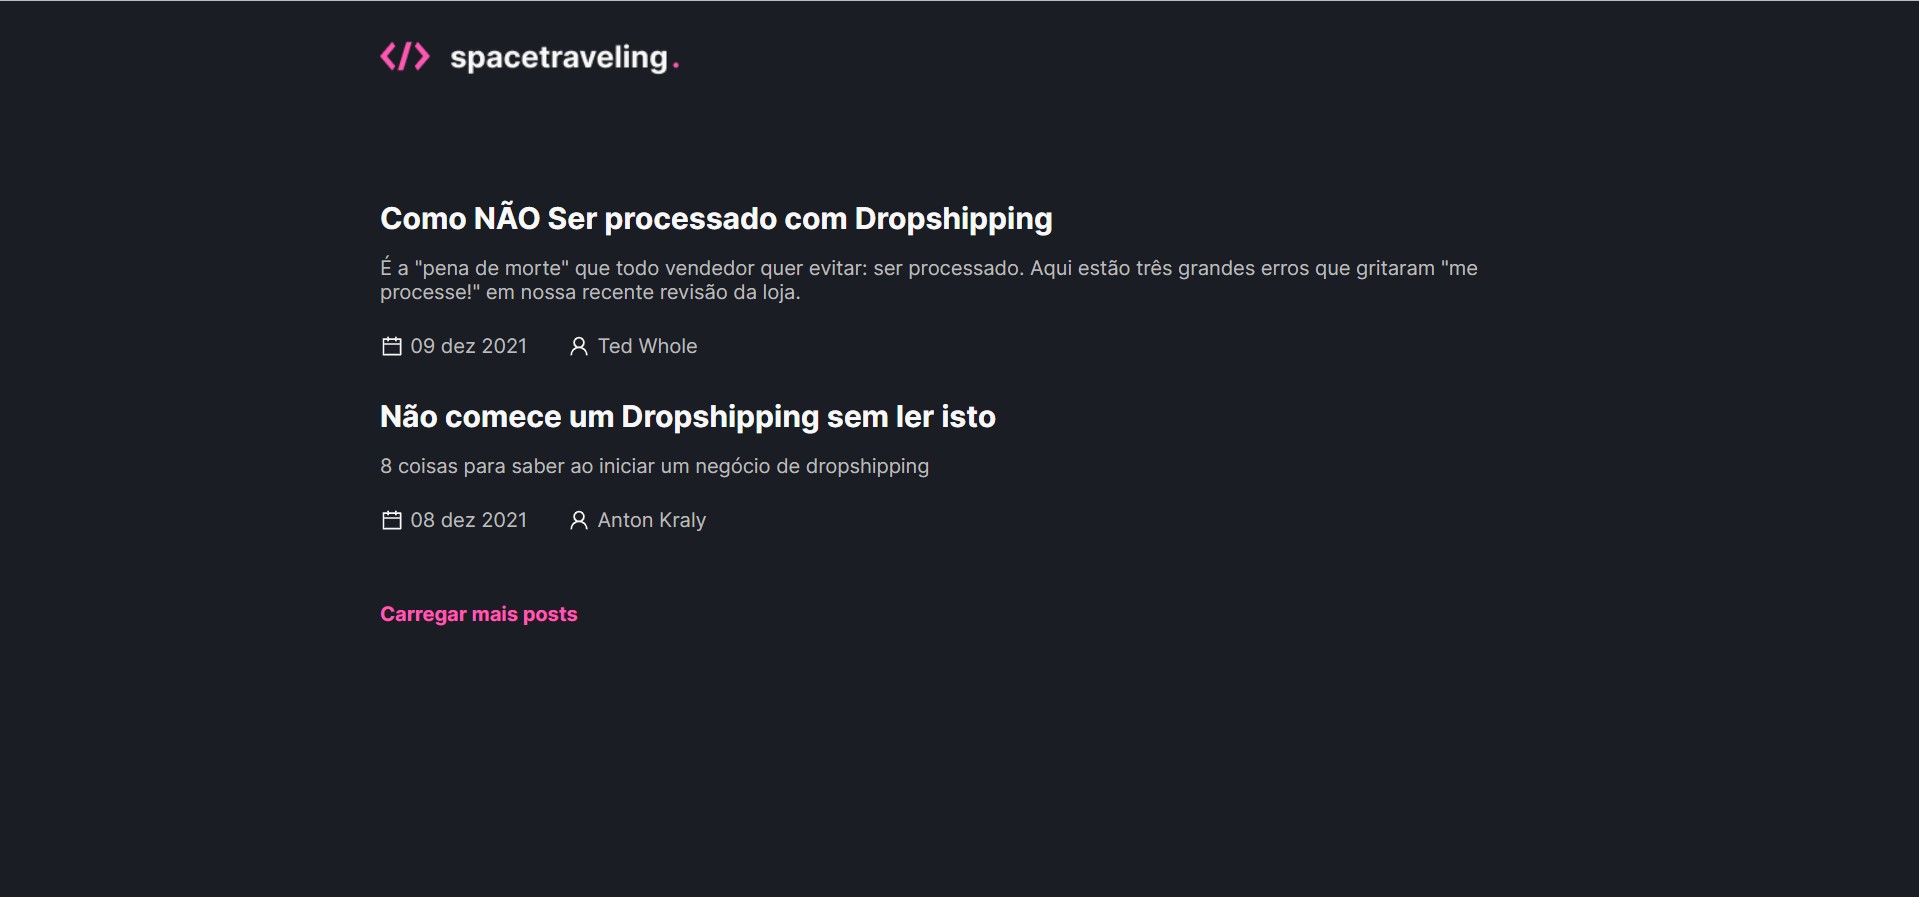 </> spacetraveling.
Como NÃO Ser processado com Dropshipping
É a "pena de morte" que todo vendedor quer evitar: ser processado. Aqui estão três grandes erros que gritaram "me
processe!" em nossa recente revisão da loja.
09 dez 2021 Ted Whole
Não comece um Dropshipping sem ler isto
8 coisas para saber ao iniciar um negócio de dropshipping
08 dez 2021 Anton Kraly
Carregar mais posts